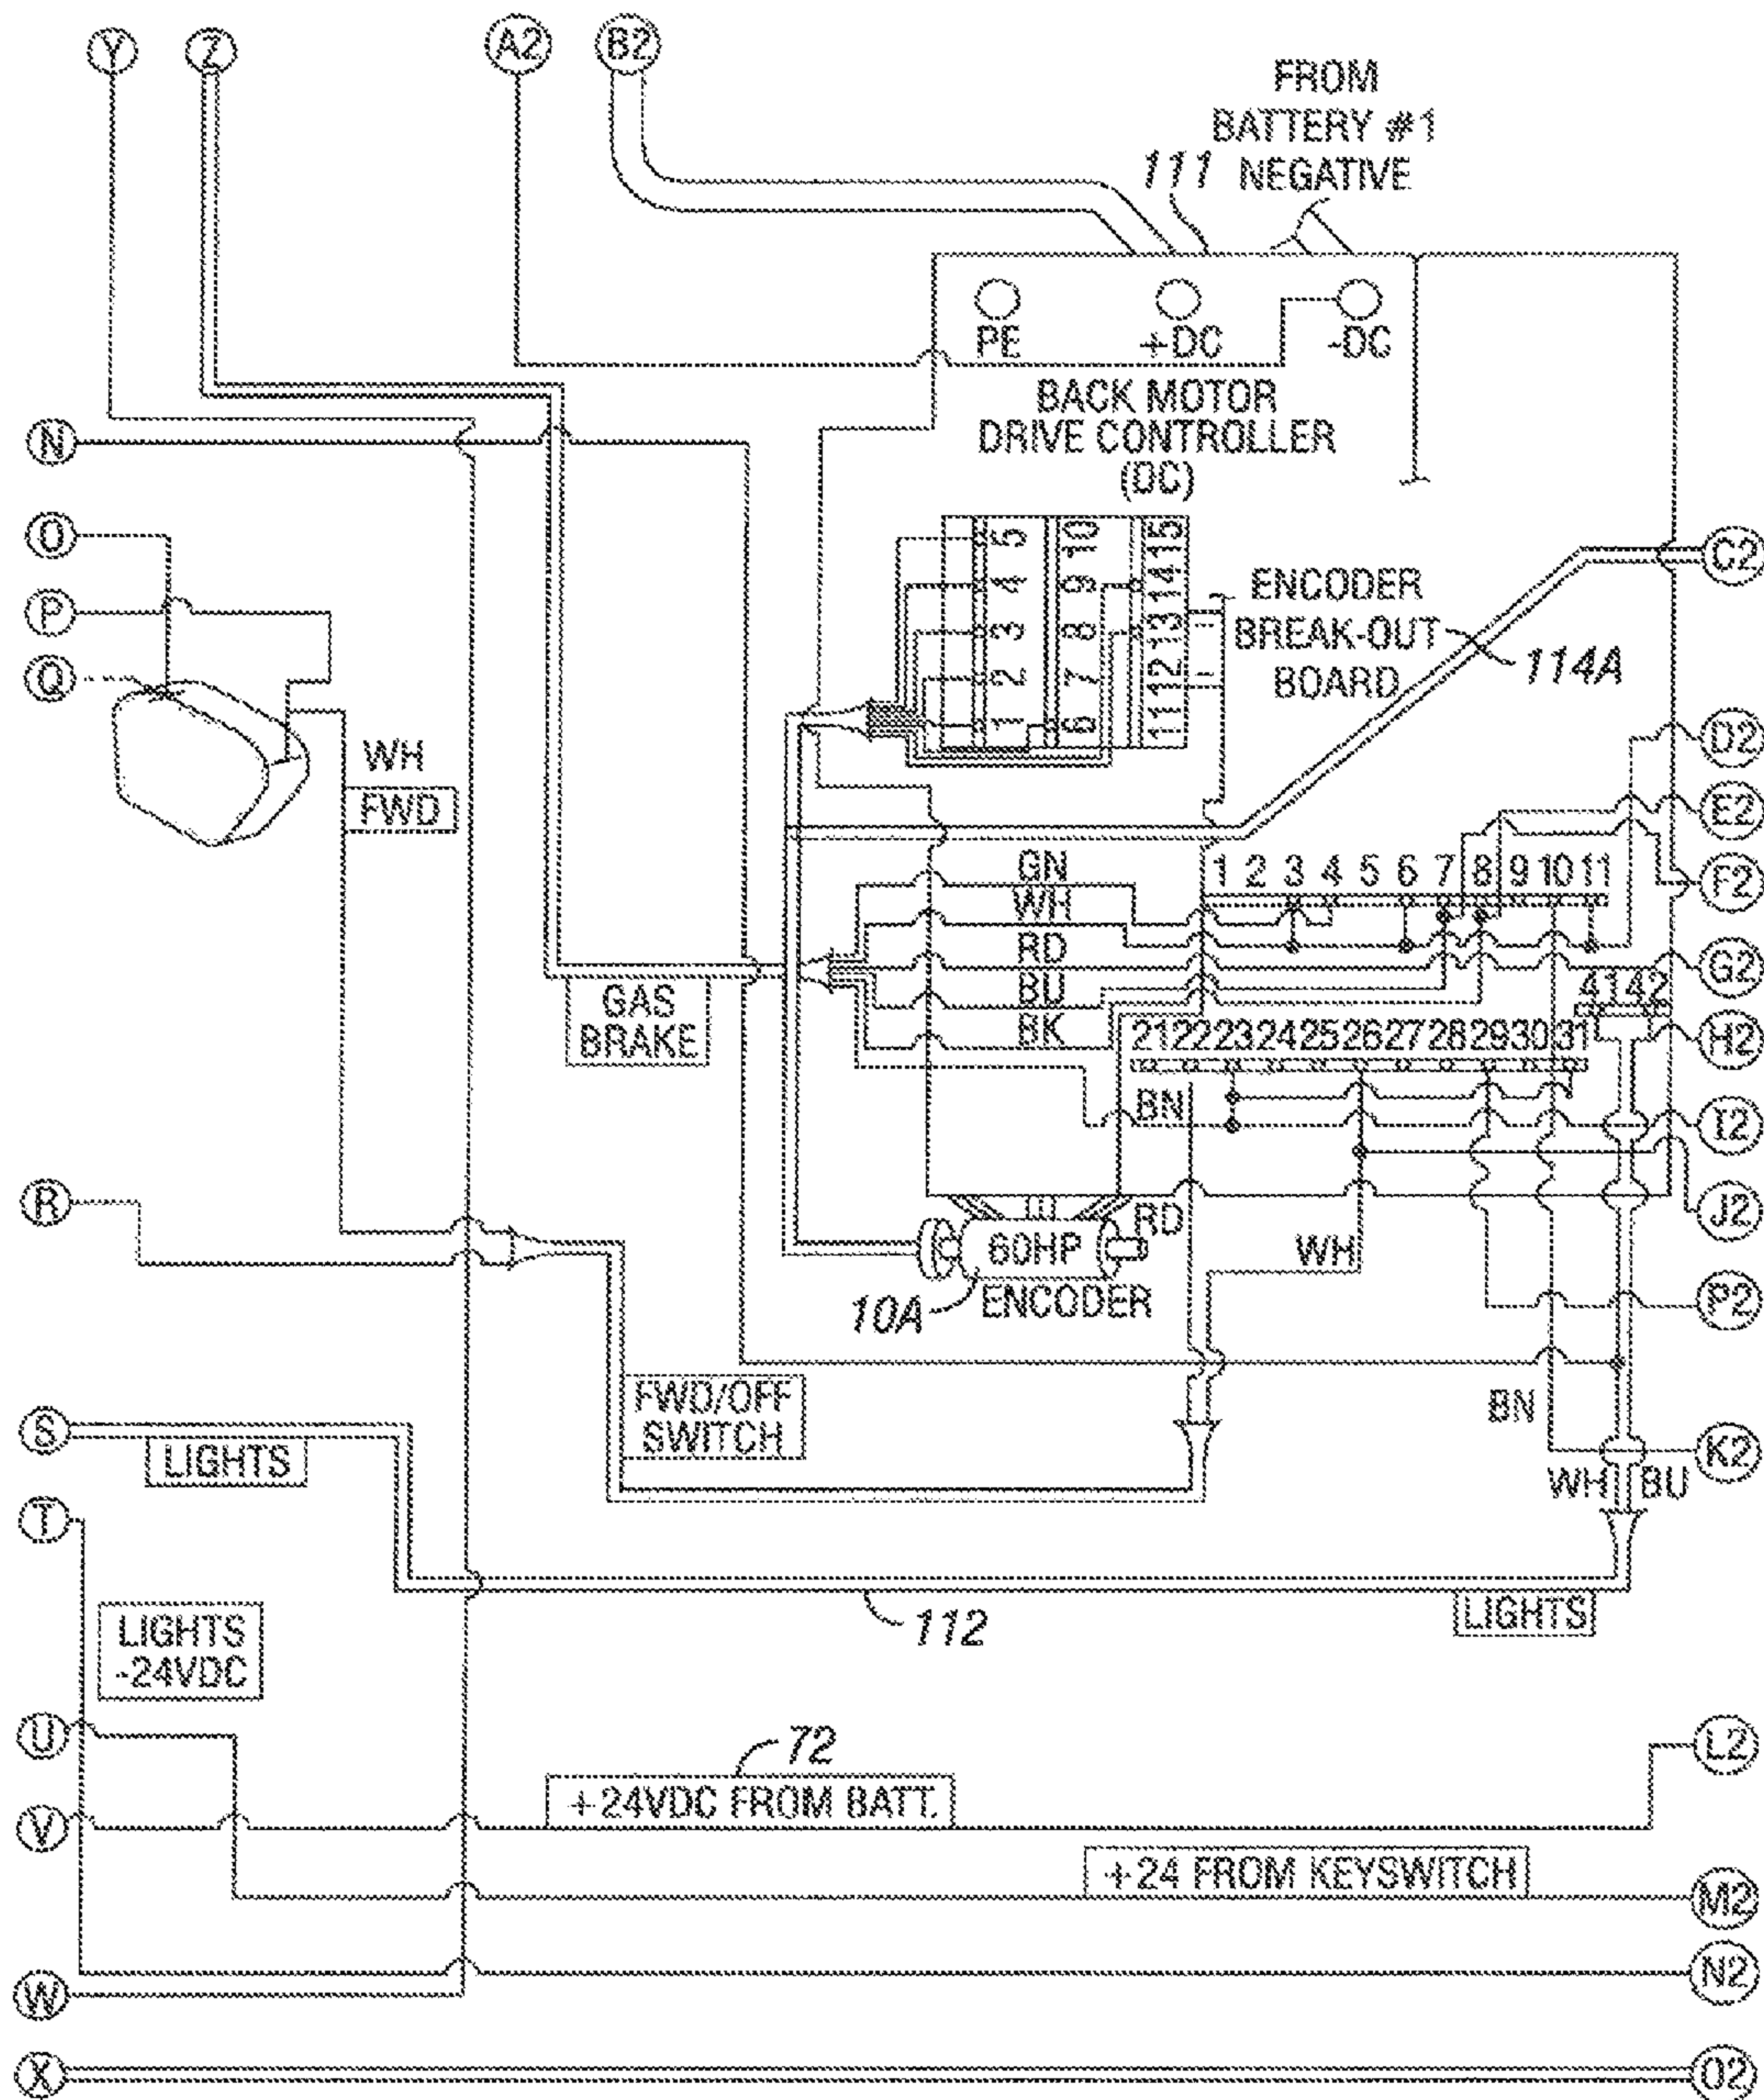 Y Z A2 B2
FROM
BATTERY #1
NEGATIVE
111
PE +DC -DC
BACK MOTOR
DRIVE CONTROLLER
(DC)
N
O
P
Q
WH
FWD
5 10 15
4 9 14
3 8 13
2 7 12
1 6 11
ENCODER
BREAK-OUT
BOARD
114A
C2
D2
E2
F2
G2
H2
I2
J2
P2
K2
1 2 3 4 5 6 7 8 9 10 11
GN
WH
RD
BU
BK
GAS
BRAKE
41 42
21 22 23 24 25 26 27 28 29 30 31
BN
R
60HP
RD
WH
10A
ENCODER
FWD/OFF
SWITCH
BN
WH BU
S
LIGHTS
T
112
LIGHTS
LIGHTS
-24VDC
U
72
L2
+24VDC FROM BATT.
V
+24 FROM KEYSWITCH
M2
N2
W
X
O2